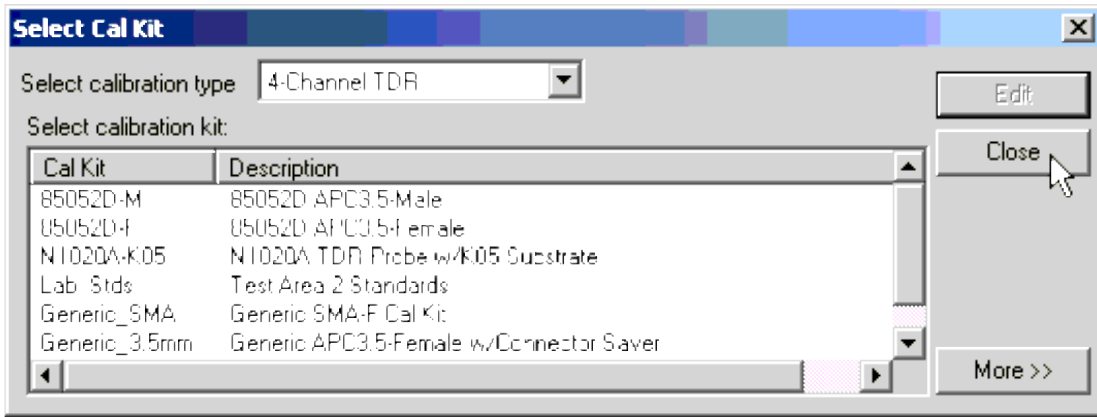 Select Cal Kit
Select calibration type 4-Channel TDR
Edit
Select calibration kit:
Close
Cal Kit Description
85052D-M 85052D APC3.5-Male
85052D-F 85052D APC3.5-Female
N1020A-K05 N1020A TDR Probe w/K05 Substrate
Lab_Stds Test Area 2 Standards
Generic_SMA Generic SMA-F Cal Kit
Generic_3.5mm Generic APC3.5-Female w/Connector Saver
More >>